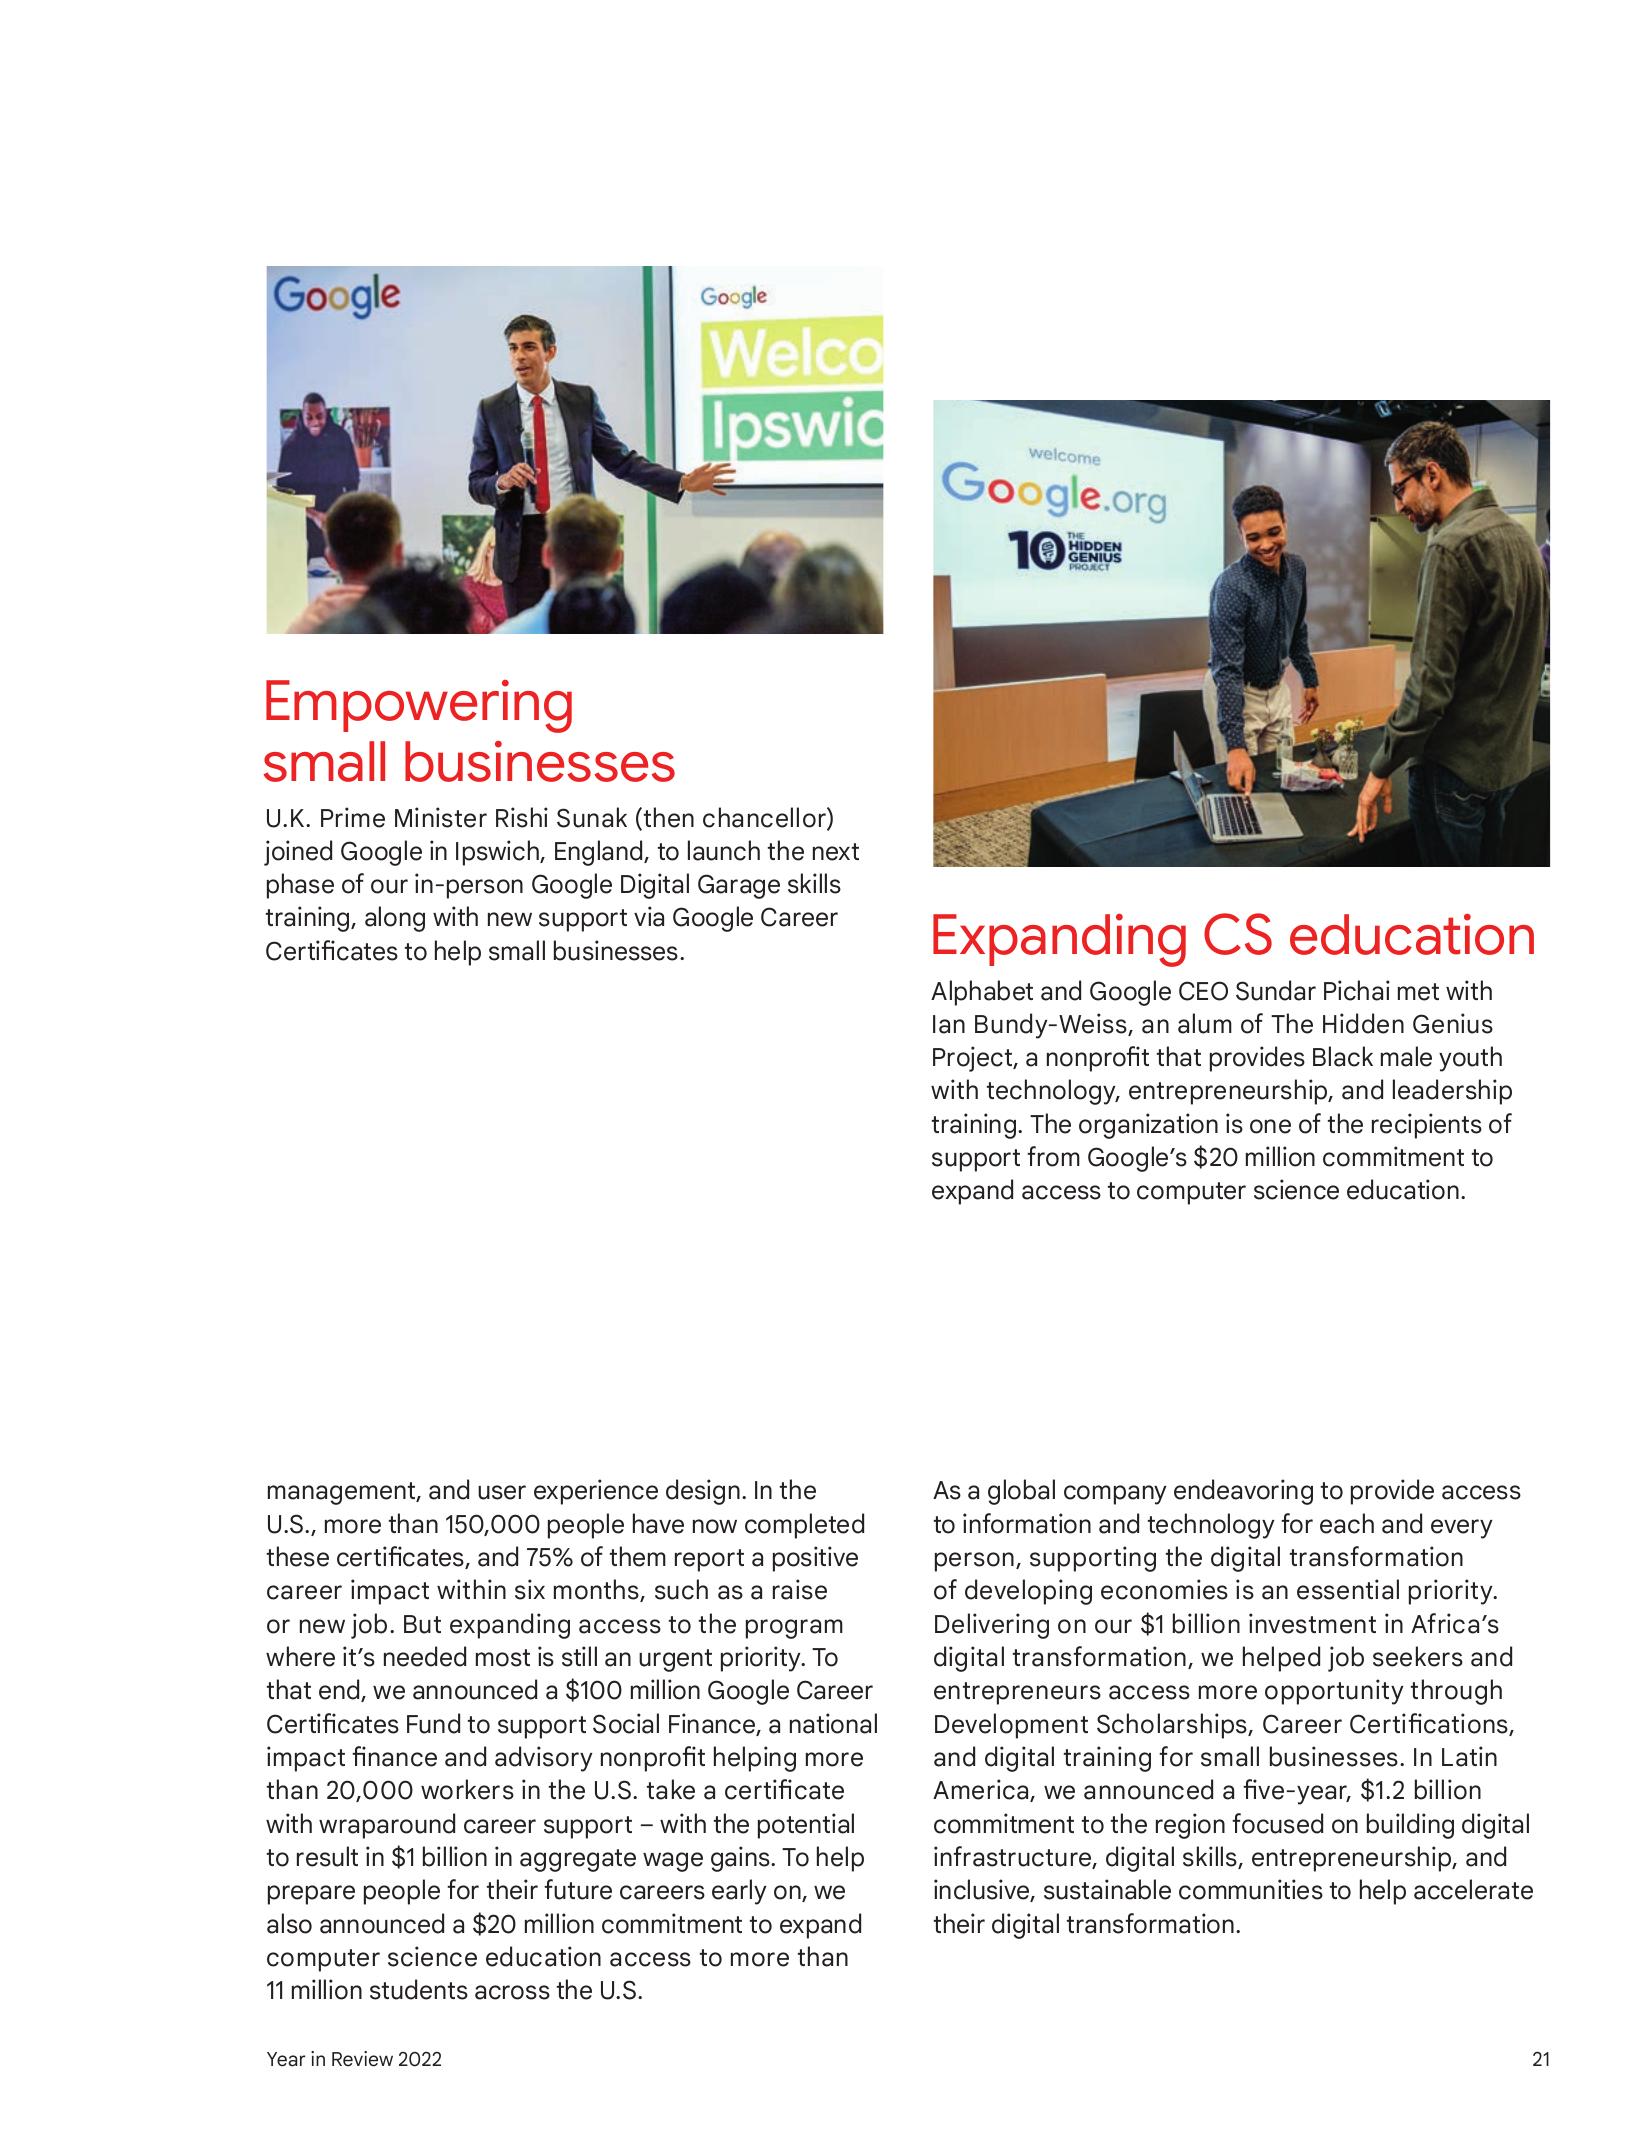 Google
Google
Welco
Ipswic
Empowering
small businesses
U.K. Prime Minister Rishi Sunak (then chancellor)
joined Google in Ipswich, England, to launch the next
phase of our in-person Google Digital Garage skills
training, along with new support via Google Career
Certificates to help small businesses.
welcome
Google.org
10 THE
HIDDEN
GENIUS
PROJECT
Expanding CS education
Alphabet and Google CEO Sundar Pichai met with
Ian Bundy-Weiss, an alum of The Hidden Genius
Project, a nonprofit that provides Black male youth
with technology, entrepreneurship, and leadership
training. The organization is one of the recipients of
support from Google’s $20 million commitment to
expand access to computer science education.
management, and user experience design. In the
U.S., more than 150,000 people have now completed
these certificates, and 75% of them report a positive
career impact within six months, such as a raise
or new job. But expanding access to the program
where it’s needed most is still an urgent priority. To
that end, we announced a $100 million Google Career
Certificates Fund to support Social Finance, a national
impact finance and advisory nonprofit helping more
than 20,000 workers in the U.S. take a certificate
with wraparound career support – with the potential
to result in $1 billion in aggregate wage gains. To help
prepare people for their future careers early on, we
also announced a $20 million commitment to expand
computer science education access to more than
11 million students across the U.S.
As a global company endeavoring to provide access
to information and technology for each and every
person, supporting the digital transformation
of developing economies is an essential priority.
Delivering on our $1 billion investment in Africa’s
digital transformation, we helped job seekers and
entrepreneurs access more opportunity through
Development Scholarships, Career Certifications,
and digital training for small businesses. In Latin
America, we announced a five-year, $1.2 billion
commitment to the region focused on building digital
infrastructure, digital skills, entrepreneurship, and
inclusive, sustainable communities to help accelerate
their digital transformation.
Year in Review 2022
21